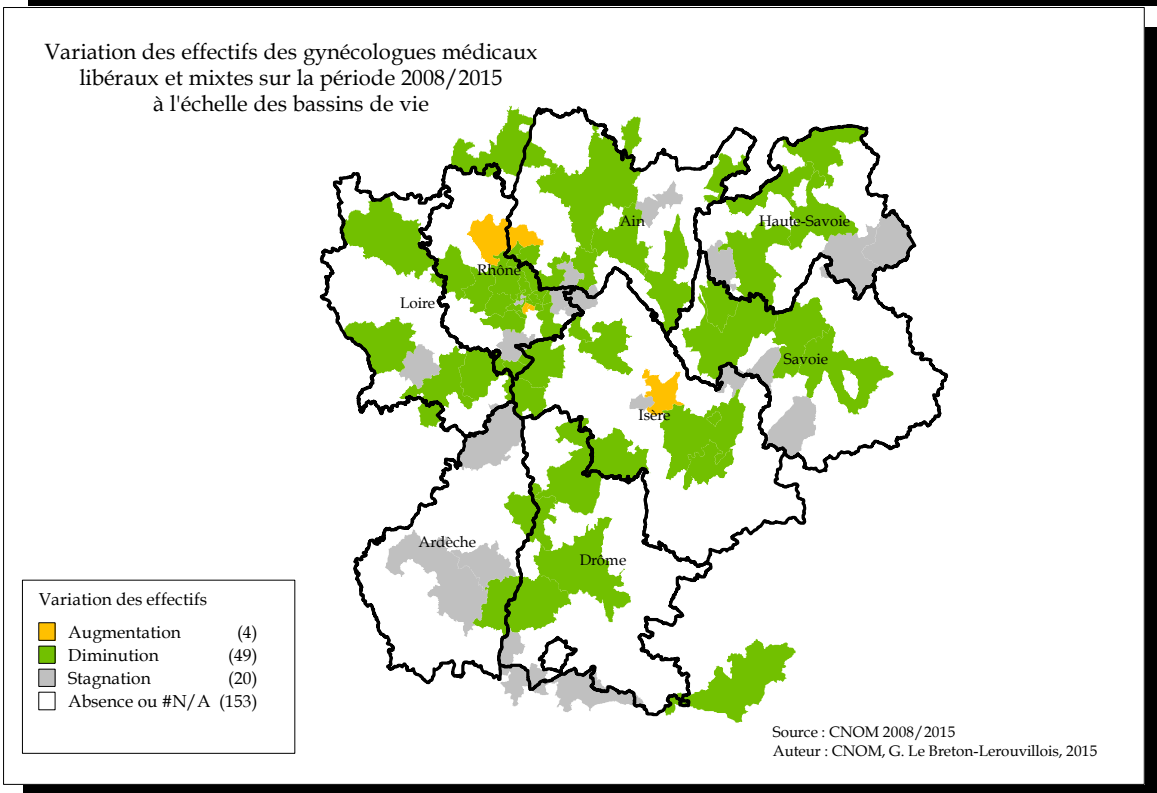 Variation des effectifs des gynécologues médicaux
libéraux et mixtes sur la période 2008/2015
à l'échelle des bassins de vie
Ain
Haute-Savoie
Rhône
Loire
Savoie
Isère
Ardèche
Drôme
Variation des effectifs
Augmentation (4)
Diminution (49)
Stagnation (20)
Absence ou #N/A (153)
Source : CNOM 2008/2015
Auteur : CNOM, G. Le Breton-Lerouvillois, 2015